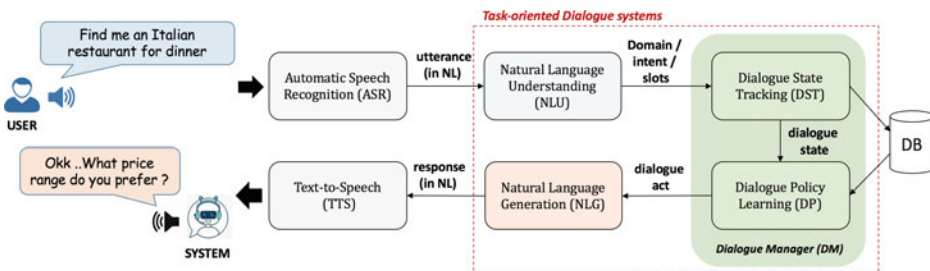 Task-oriented Dialogue systems
Find me an Italian
restaurant for dinner
USER
Automatic Speech
Recognition (ASR)
utterance
(in NL)
Natural Language
Understanding
(NLU)
Domain /
intent /
slots
Dialogue State
Tracking (DST)
dialogue
state
DB
Okk ..What price
range do you prefer ?
SYSTEM
Text-to-Speech
(TTS)
response
(in NL)
Natural Language
Generation (NLG)
dialogue
act
Dialogue Policy
Learning (DP)
Dialogue Manager (DM)